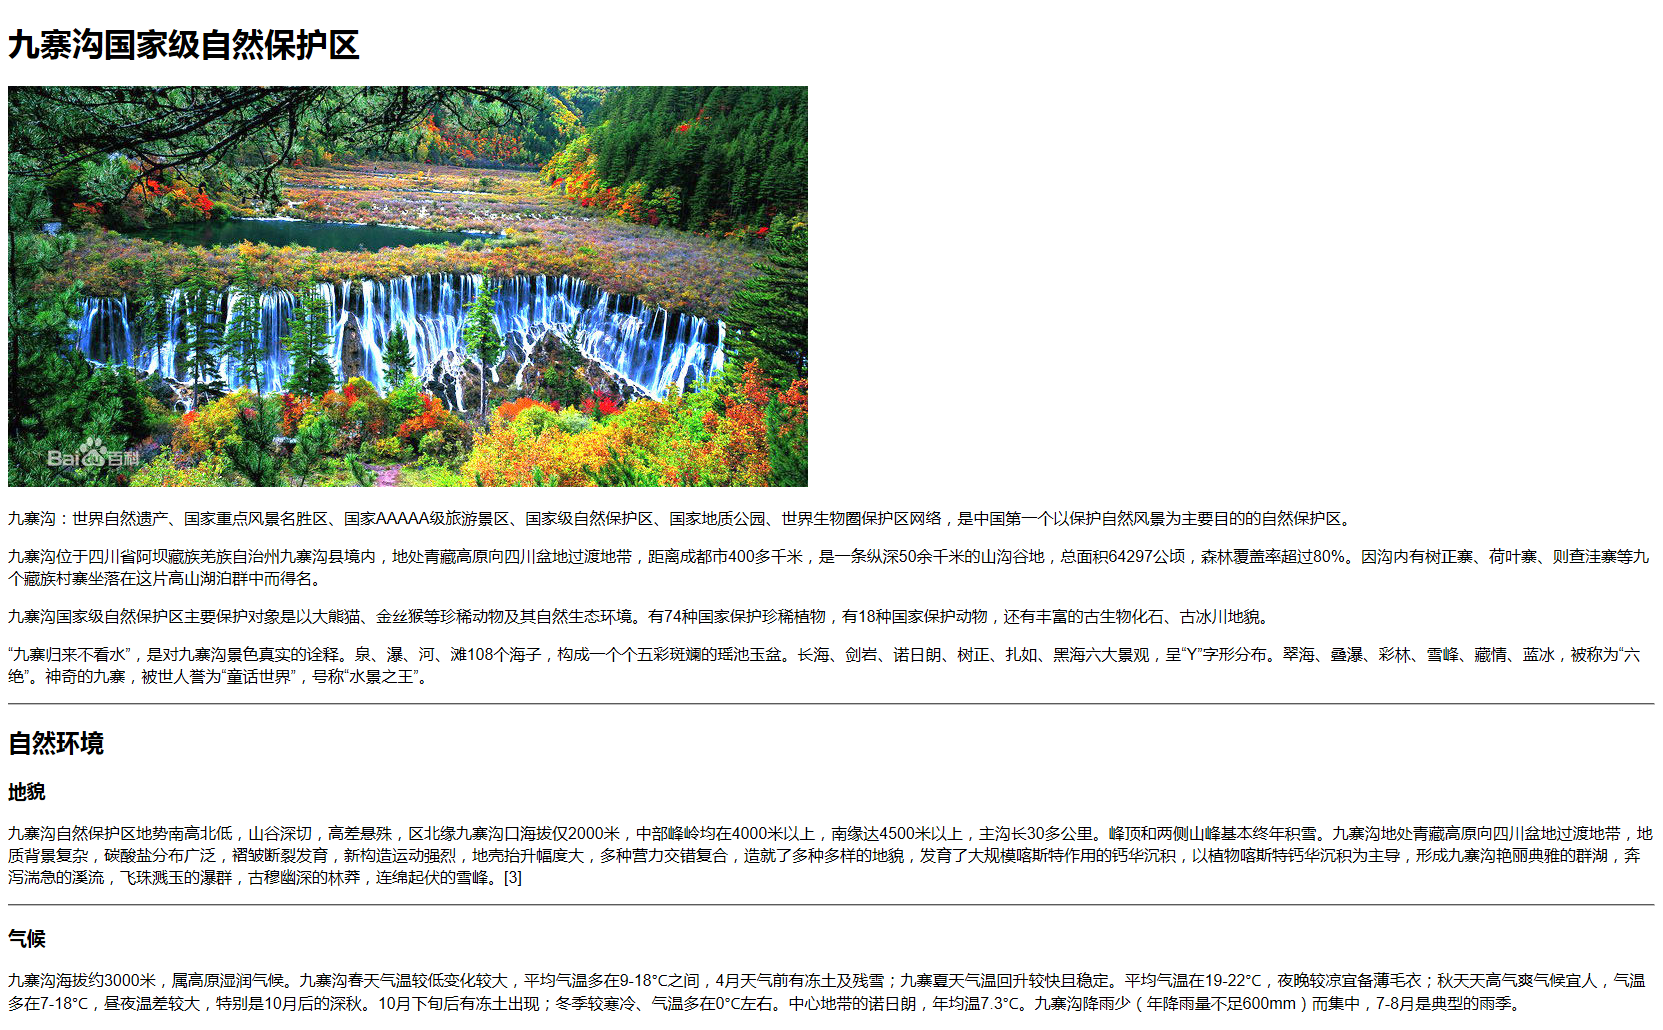 九寨沟国家级自然保护区
Bai百科
九寨沟：世界自然遗产、国家重点风景名胜区、国家AAAAA级旅游景区、国家级自然保护区、国家地质公园、世界生物圈保护区网络，是中国第一个以保护自然风景为主要目的的自然保护区。
九寨沟位于四川省阿坝藏族羌族自治州九寨沟县境内，地处青藏高原向四川盆地过渡地带，距离成都市400多千米，是一条纵深50余千米的山沟谷地，总面积64297公顷，森林覆盖率超过80%。因沟内有树正寨、荷叶寨、则查洼寨等九
个藏族村寨坐落在这片高山湖泊群中而得名。
九寨沟国家级自然保护区主要保护对象是以大熊猫、金丝猴等珍稀动物及其自然生态环境。有74种国家保护珍稀植物，有18种国家保护动物，还有丰富的古生物化石、古冰川地貌。
“九寨归来不看水”，是对九寨沟景色真实的诠释。泉、瀑、河、滩108个海子，构成一个个五彩斑斓的瑶池玉盆。长海、剑岩、诺日朗、树正、扎如、黑海六大景观，呈“Y”字形分布。翠海、叠瀑、彩林、雪峰、藏情、蓝冰，被称为“六
绝”。神奇的九寨，被世人誉为“童话世界”，号称“水景之王”。
自然环境
地貌
九寨沟自然保护区地势南高北低，山谷深切，高差悬殊，区北缘九寨沟口海拔仅2000米，中部峰岭均在4000米以上，南缘达4500米以上，主沟长30多公里。峰顶和两侧山峰基本终年积雪。九寨沟地处青藏高原向四川盆地过渡地带，地
质背景复杂，碳酸盐分布广泛，褶皱断裂发育，新构造运动强烈，地壳抬升幅度大，多种营力交错复合，造就了多种多样的地貌，发育了大规模喀斯特作用的钙华沉积，以植物喀斯特钙华沉积为主导，形成九寨沟艳丽典雅的群湖，奔
泻湍急的溪流，飞珠溅玉的瀑群，古穆幽深的林莽，连绵起伏的雪峰。[3]
气候
九寨沟海拔约3000米，属高原湿润气候。九寨沟春天气温较低变化较大，平均气温多在9-18°C之间，4月天气前有冻土及残雪；九寨夏天气温回升较快且稳定。平均气温在19-22°C，夜晚较凉宜备薄毛衣；秋天天高气爽气候宜人，气温
多在7-18°C，昼夜温差较大，特别是10月后的深秋。10月下旬后有冻土出现；冬季较寒冷、气温多在0°C左右。中心地带的诺日朗，年均温7.3°C。九寨沟降雨少（年降雨量不足600mm）而集中，7-8月是典型的雨季。